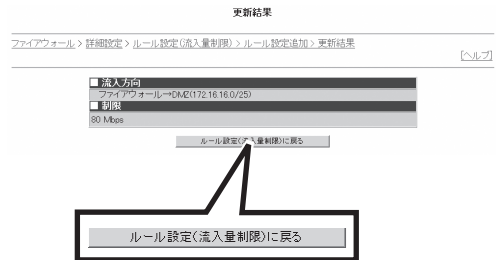 更新結果
ファイアウォール > 詳細設定 > ルール設定(流入量制限) > ルール設定追加 > 更新結果
[ヘルプ]
■ 流入方向
ファイアウォール→DMZ(172.16.16.0/25)
■ 制限
80 Mbps
ルール設定(流入量制限)に戻る
ルール設定(流入量制限)に戻る